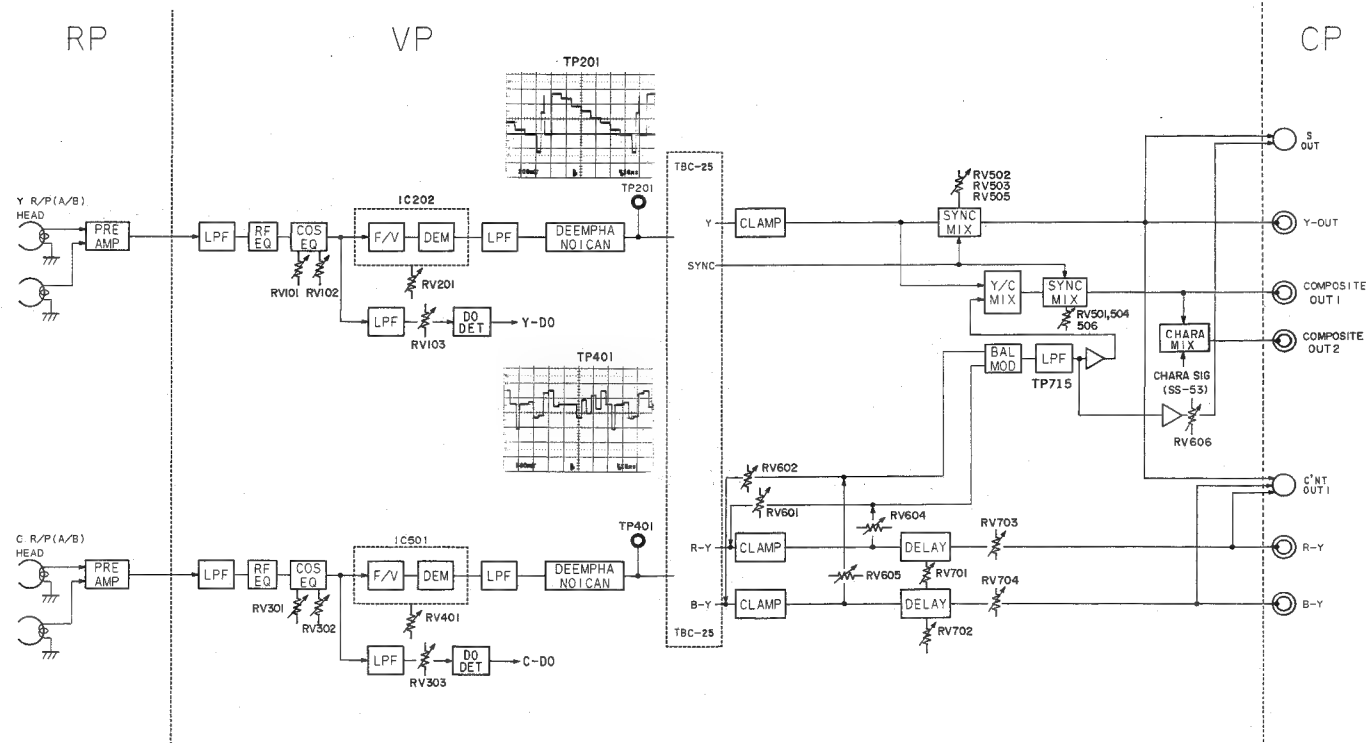 RP
VP
CP
TP201
Y R/P(A/B)
HEAD
PRE
AMP
LPF
RF
EQ
COS
EQ
RV101
RV102
IC202
F/V
DEM
RV201
LPF
DEEMPHA
NOICAN
TP201
LPF
RV103
DO
DET
Y-DO
TP401
C R/P(A/B)
HEAD
PRE
AMP
LPF
RF
EQ
COS
EQ
RV301
RV302
IC501
F/V
DEM
RV401
LPF
DEEMPHA
NOICAN
TP401
LPF
RV303
DO
DET
C-DO
TBC-25
Y
SYNC
R-Y
B-Y
TBC-25
CLAMP
RV502
RV503
RV505
SYNC
MIX
Y/C
MIX
SYNC
MIX
RV501,504
506
BAL
MOD
LPF
TP715
CHARA
MIX
CHARA SIG
(SS-53)
RV606
RV602
RV601
RV604
RV605
CLAMP
DELAY
RV701
RV703
CLAMP
DELAY
RV702
RV704
S
OUT
Y-OUT
COMPOSITE
OUT1
COMPOSITE
OUT2
C'NT
OUT1
R-Y
B-Y